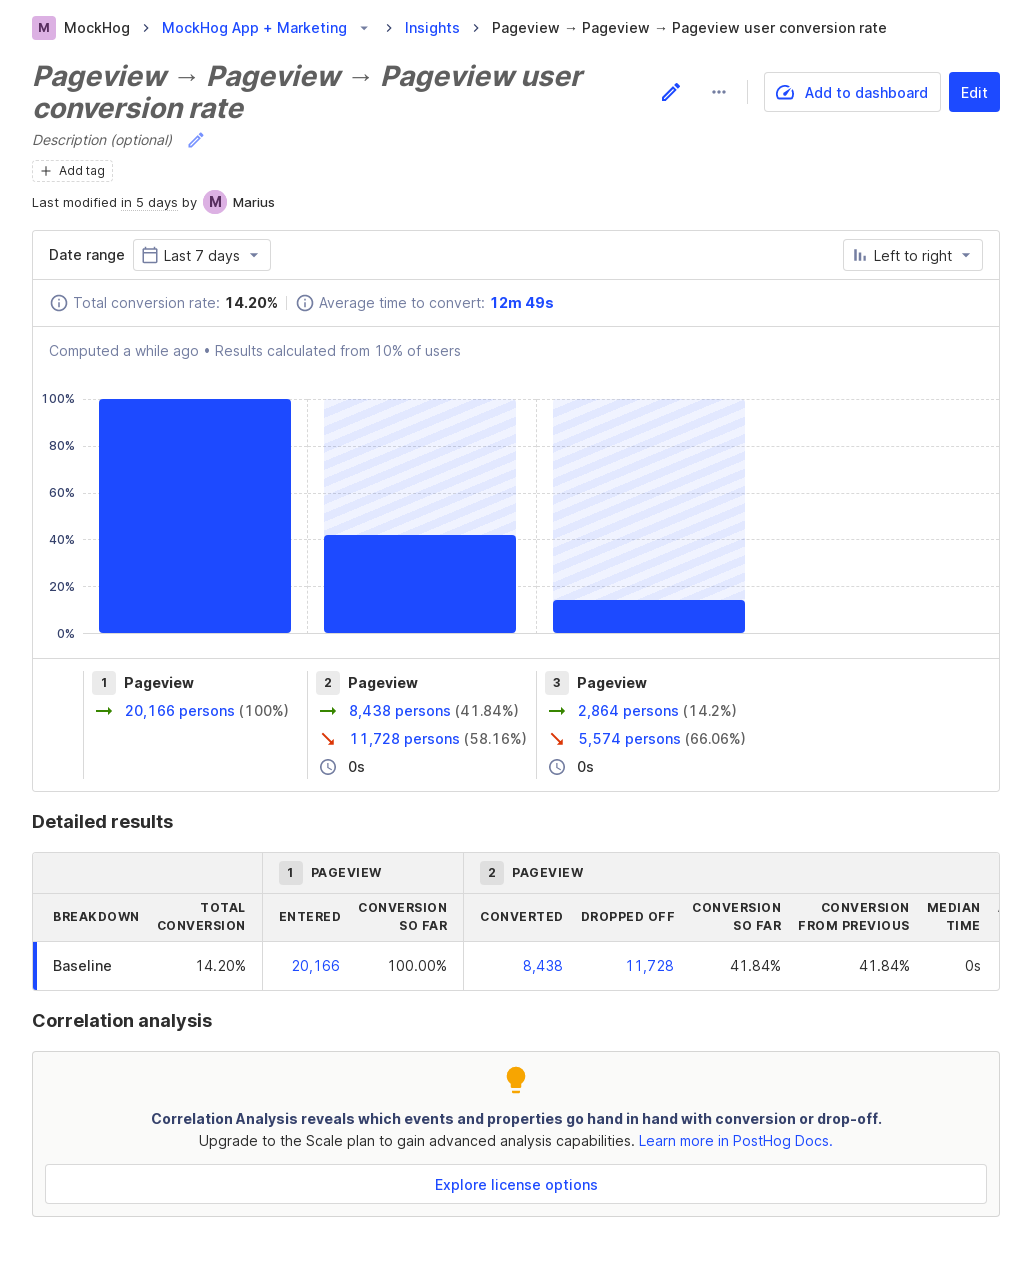 M MockHog > MockHog App + Marketing > Insights > Pageview → Pageview → Pageview user conversion rate
Pageview → Pageview → Pageview user
conversion rate
Add to dashboard
Edit
Description (optional)
+ Add tag
Last modified in 5 days by M Marius
Date range Last 7 days Left to right
Total conversion rate: 14.20% Average time to convert: 12m 49s
Computed a while ago • Results calculated from 10% of users
100%
80%
60%
40%
20%
0%
1 Pageview 2 Pageview 3 Pageview
20,166 persons (100%) 8,438 persons (41.84%) 2,864 persons (14.2%)
11,728 persons (58.16%) 5,574 persons (66.06%)
0s 0s
Detailed results
1 PAGEVIEW 2 PAGEVIEW
BREAKDOWN TOTAL CONVERSION ENTERED CONVERSION SO FAR CONVERTED DROPPED OFF CONVERSION SO FAR CONVERSION FROM PREVIOUS MEDIAN TIME
Baseline 14.20% 20,166 100.00% 8,438 11,728 41.84% 41.84% 0s
Correlation analysis
Correlation Analysis reveals which events and properties go hand in hand with conversion or drop-off.
Upgrade to the Scale plan to gain advanced analysis capabilities. Learn more in PostHog Docs.
Explore license options